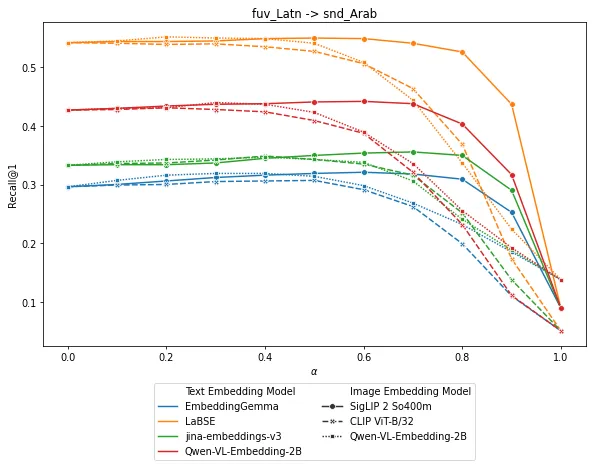 fuv_Latn -> snd_Arab
Recall@1
0.5
0.4
0.3
0.2
0.1
0.0 0.2 0.4 0.6 0.8 1.0
α
Text Embedding Model Image Embedding Model
EmbeddingGemma SigLIP 2 So400m
LaBSE CLIP ViT-B/32
jina-embeddings-v3 Qwen-VL-Embedding-2B
Qwen-VL-Embedding-2B